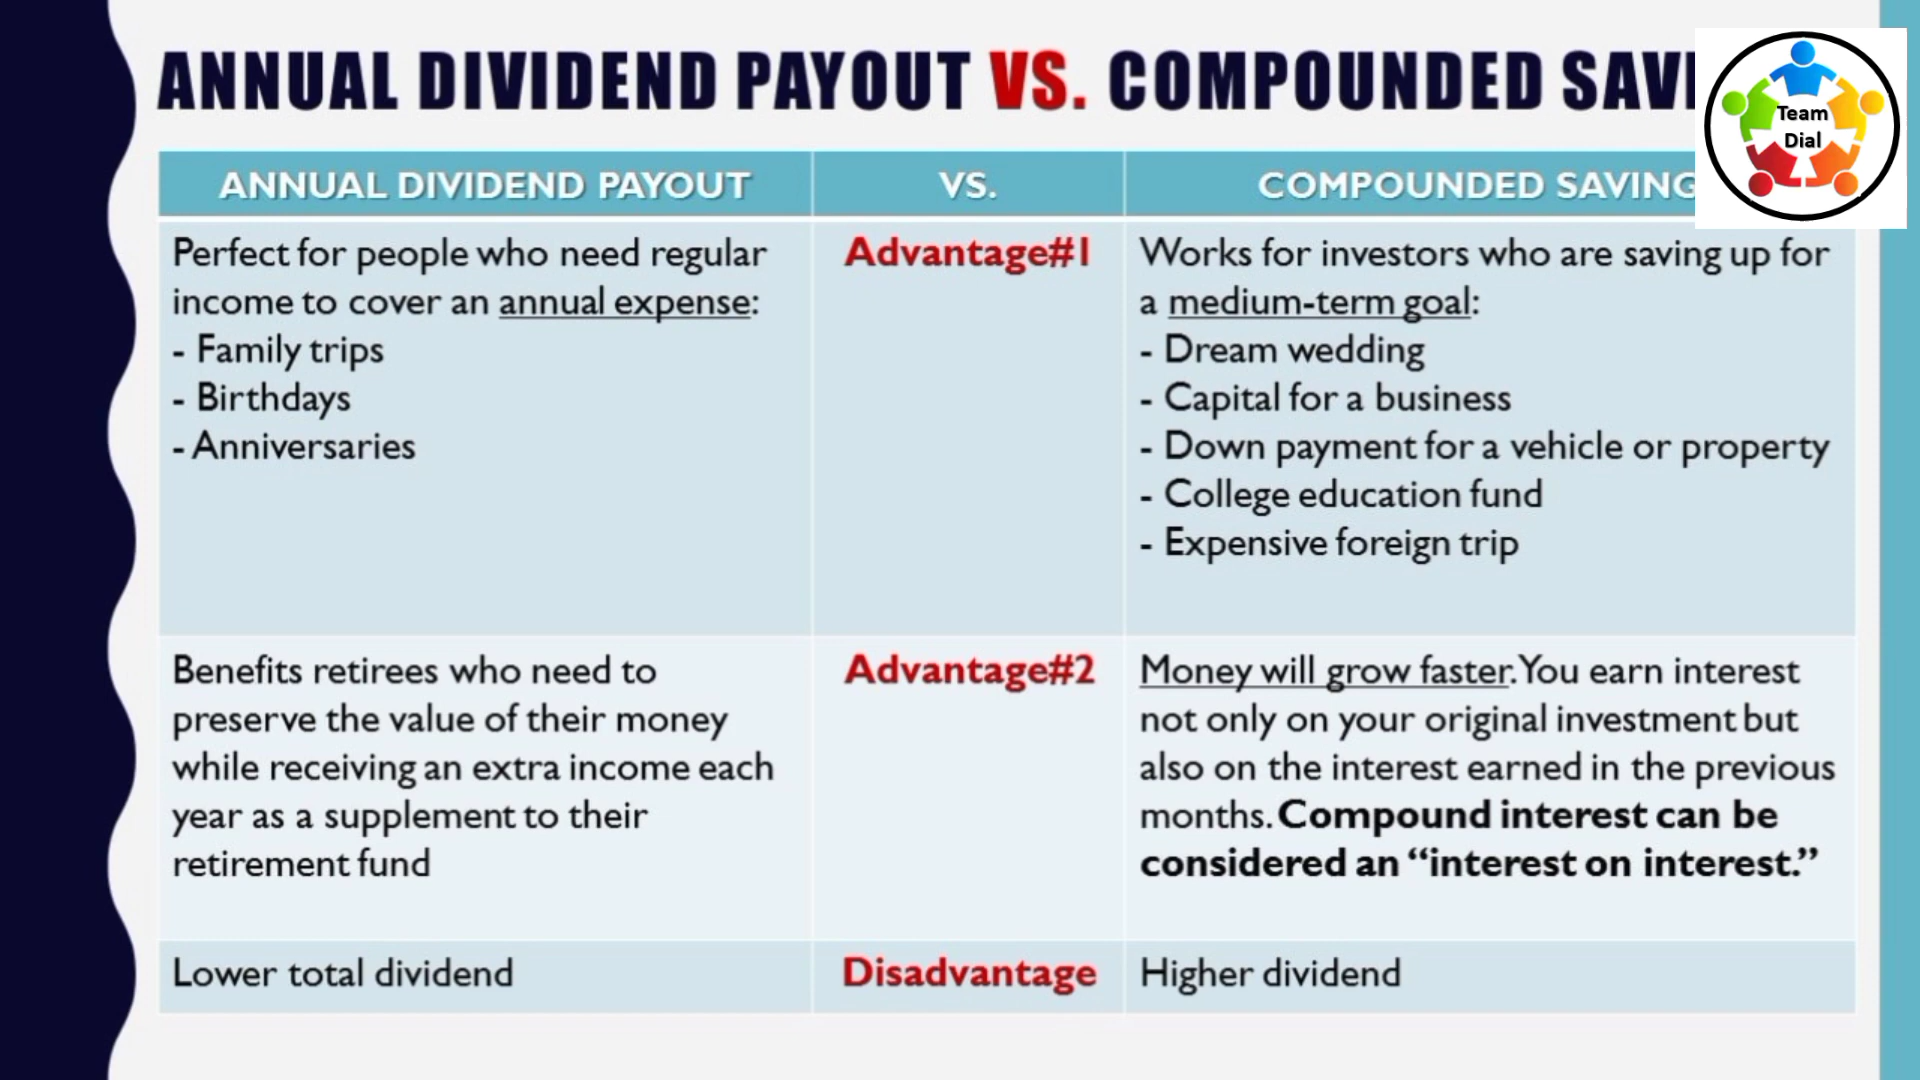 ANNUAL DIVIDEND PAYOUT VS. COMPOUNDED SAVI
Team
Dial
ANNUAL DIVIDEND PAYOUT
VS.
COMPOUNDED SAVING
Perfect for people who need regular
income to cover an annual expense:
- Family trips
- Birthdays
- Anniversaries
Advantage#1
Works for investors who are saving up for
a medium-term goal:
- Dream wedding
- Capital for a business
- Down payment for a vehicle or property
- College education fund
- Expensive foreign trip
Benefits retirees who need to
preserve the value of their money
while receiving an extra income each
year as a supplement to their
retirement fund
Advantage#2
Money will grow faster. You earn interest
not only on your original investment but
also on the interest earned in the previous
months. Compound interest can be
considered an “interest on interest.”
Lower total dividend
Disadvantage
Higher dividend